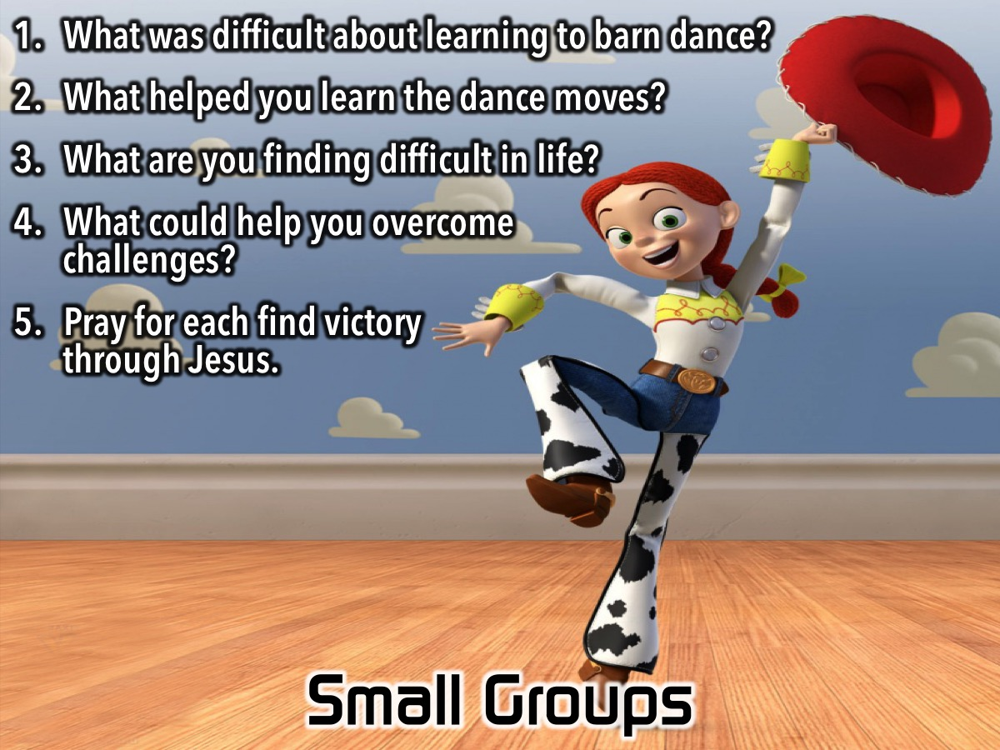 1. What was difficult about learning to barn dance?
2. What helped you learn the dance moves?
3. What are you finding difficult in life?
4. What could help you overcome
challenges?
5. Pray for each find victory
through Jesus.
Small Groups